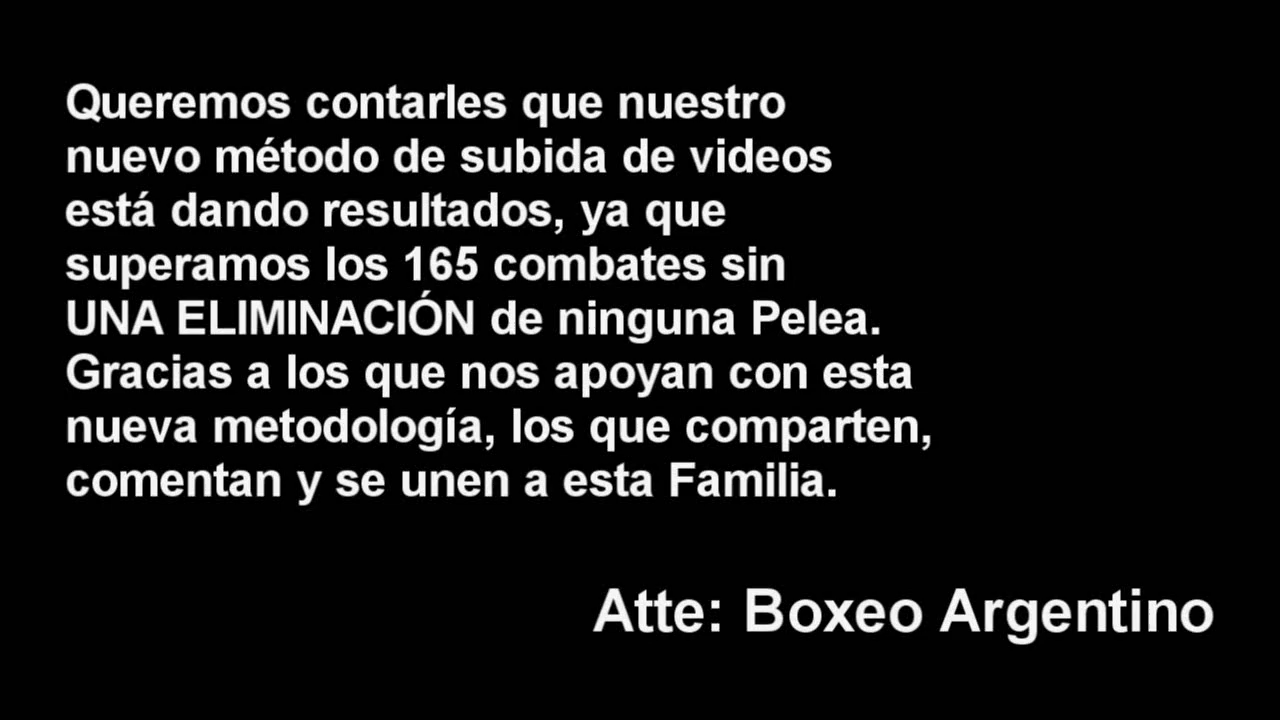 Queremos contarles que nuestro
nuevo método de subida de videos
está dando resultados, ya que
superamos los 165 combates sin
UNA ELIMINACIÓN de ninguna Pelea.
Gracias a los que nos apoyan con esta
nueva metodología, los que comparten,
comentan y se unen a esta Familia.
Atte: Boxeo Argentino